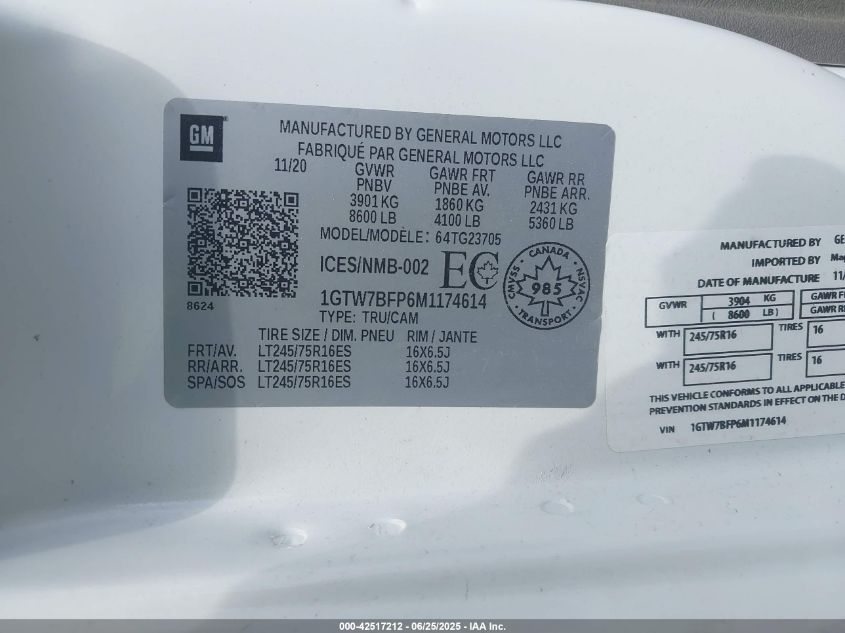 GM
MANUFACTURED BY GENERAL MOTORS LLC
FABRIQUÉ PAR GENERAL MOTORS LLC
11/20 GVWR GAWR FRT GAWR RR
PNBV PNBE AV. PNBE ARR.
3901 KG 1860 KG 2431 KG
8600 LB 4100 LB 5360 LB
MODEL/MODÈLE: 64TG23705
ICES/NMB-002 EC
CANADA CMVSS 985 NSVAC TRANSPORT
8624
1GTW7BFP6M1174614
TYPE: TRU/CAM
TIRE SIZE / DIM. PNEU RIM / JANTE
FRT/AV. LT245/75R16ES 16X6.5J
RR/ARR. LT245/75R16ES 16X6.5J
SPA/SOS LT245/75R16ES 16X6.5J
MANUFACTURED BY GE
IMPORTED BY Mag
DATE OF MANUFACTURE 11/
GVWR 3904 KG GAWR F
( 8600 LB ) GAWR R
WITH 245/75R16 TIRES 16
WITH 245/75R16 TIRES 16
THIS VEHICLE CONFORMS TO ALL APPLICABLE
PREVENTION STANDARDS IN EFFECT ON THE D
VIN 1GTW7BFP6M1174614
000-42517212 - 06/25/2025 - IAA Inc.